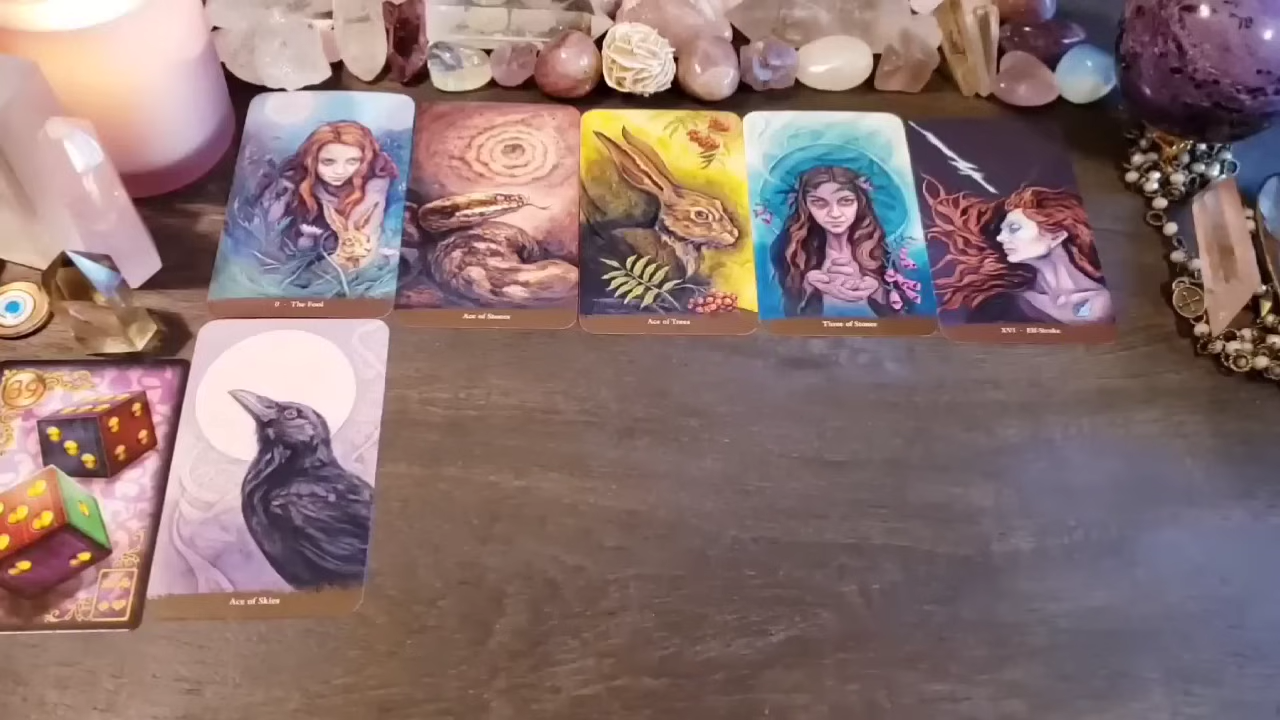 0 - The Fool
Ace of Stones
Ace of Trees
Three of Stones
XVI - Elf-Stroke
39
Ace of Skies